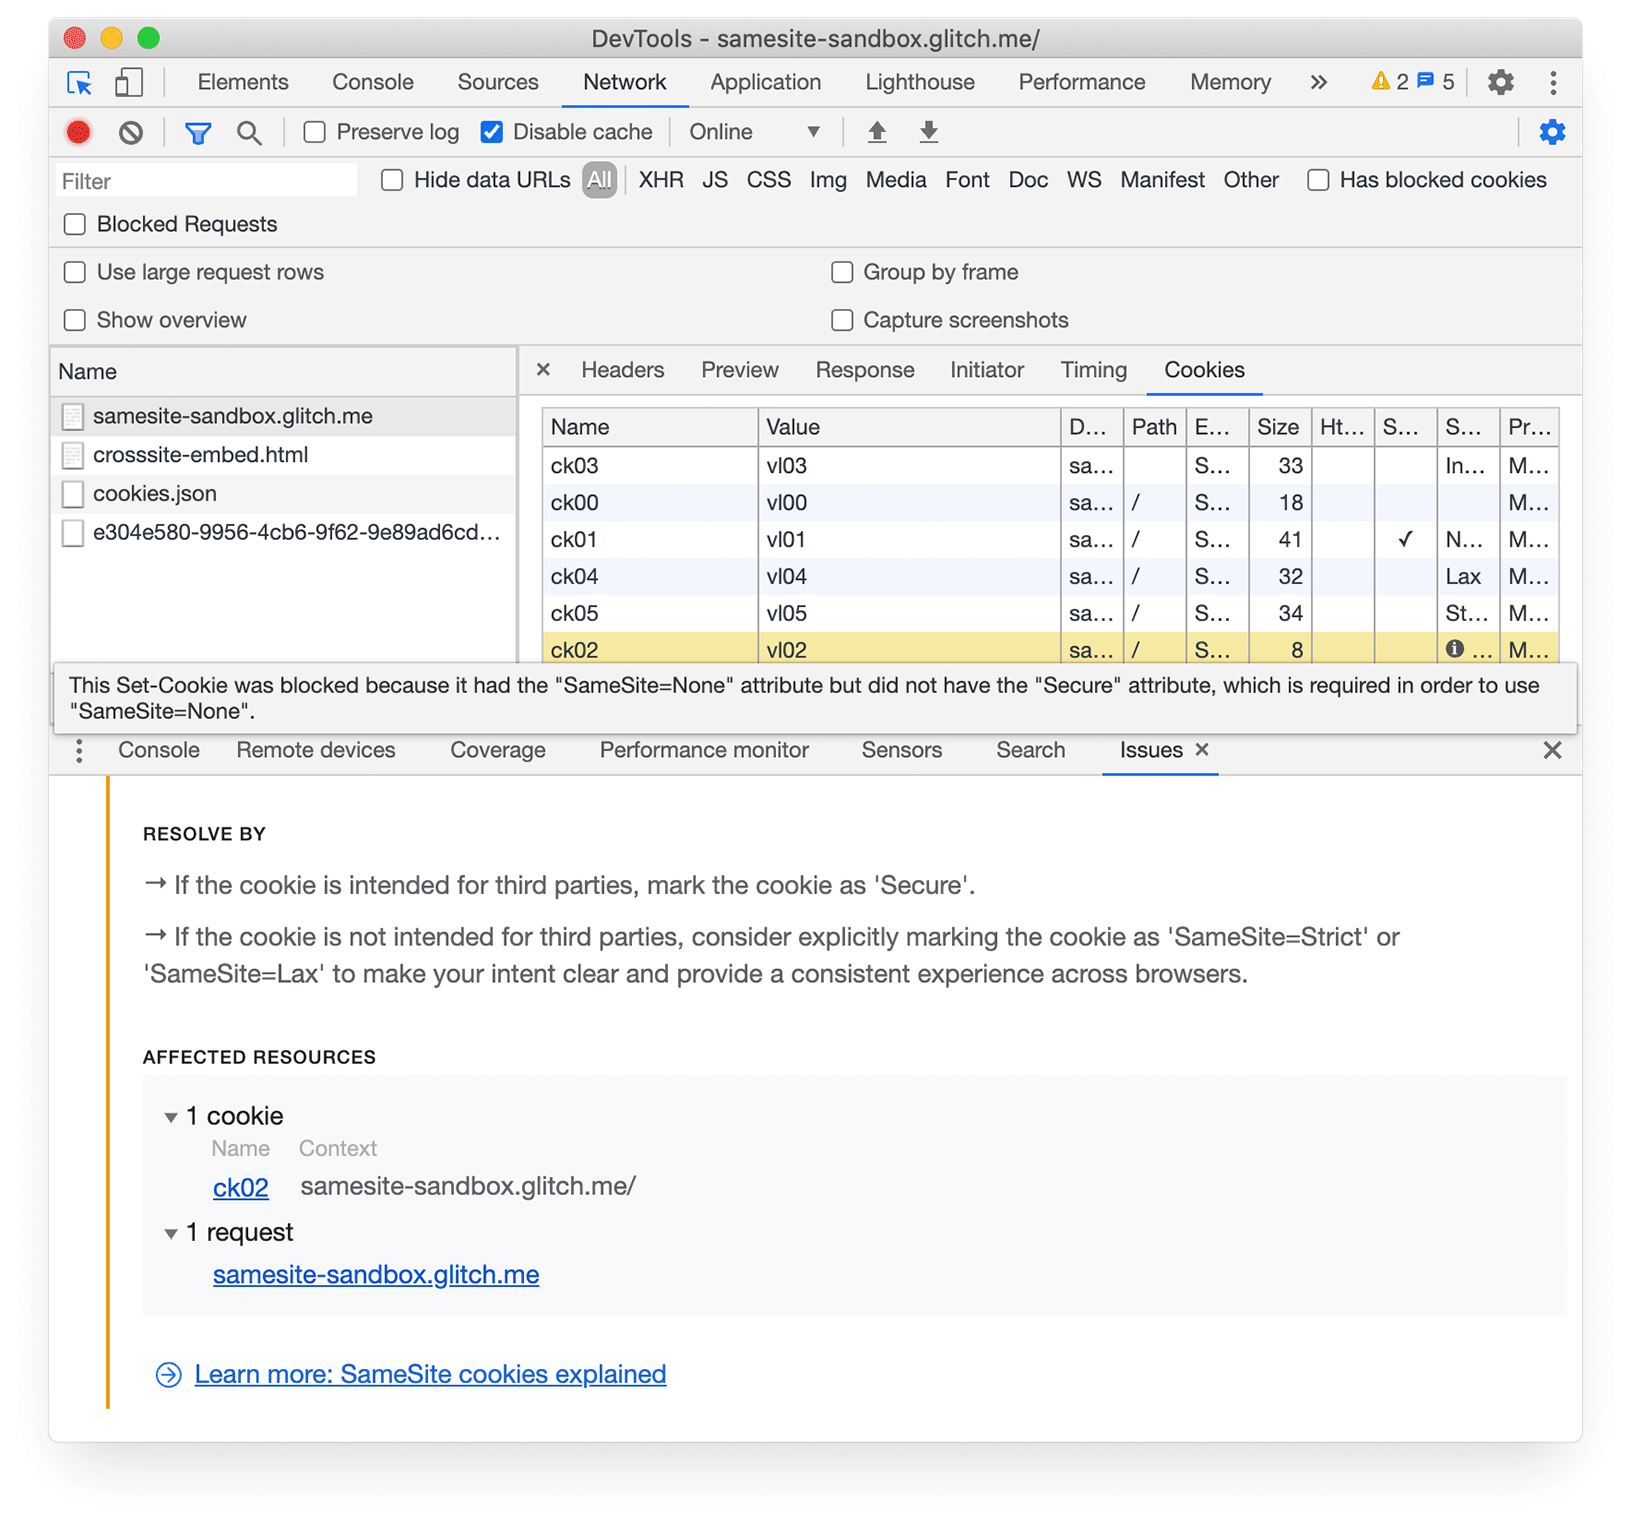 DevTools - samesite-sandbox.glitch.me/
Elements Console Sources Network Application Lighthouse Performance Memory » 2 5
Preserve log Disable cache Online
Filter Hide data URLs All XHR JS CSS Img Media Font Doc WS Manifest Other Has blocked cookies
Blocked Requests
Use large request rows Group by frame
Show overview Capture screenshots
Name × Headers Preview Response Initiator Timing Cookies
samesite-sandbox.glitch.me
crosssite-embed.html
cookies.json
e304e580-9956-4cb6-9f62-9e89ad6cd...
Name Value D... Path E... Size Ht... S... S... Pr...
ck03 vl03 sa... S... 33 In... M...
ck00 vl00 sa... / S... 18 M...
ck01 vl01 sa... / S... 41 ✓ N... M...
ck04 vl04 sa... / S... 32 Lax M...
ck05 vl05 sa... / S... 34 St... M...
ck02 vl02 sa... / S... 8 ... M...
This Set-Cookie was blocked because it had the "SameSite=None" attribute but did not have the "Secure" attribute, which is required in order to use
"SameSite=None".
Console Remote devices Coverage Performance monitor Sensors Search Issues × ×
RESOLVE BY
→ If the cookie is intended for third parties, mark the cookie as 'Secure'.
→ If the cookie is not intended for third parties, consider explicitly marking the cookie as 'SameSite=Strict' or
'SameSite=Lax' to make your intent clear and provide a consistent experience across browsers.
AFFECTED RESOURCES
1 cookie
Name Context
ck02 samesite-sandbox.glitch.me/
1 request
samesite-sandbox.glitch.me
Learn more: SameSite cookies explained